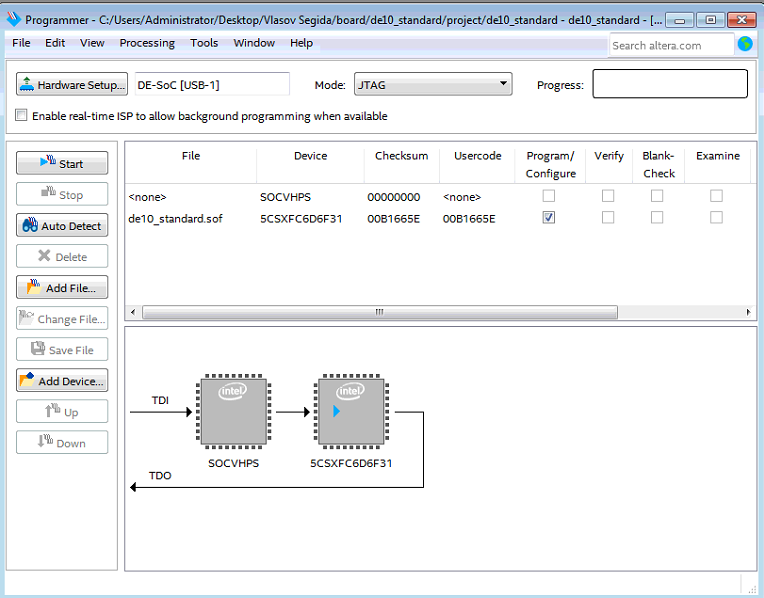 Programmer - C:/Users/Administrator/Desktop/Vlasov Segida/board/de10_standard/project/de10_standard - de10_standard - [...
File Edit View Processing Tools Window Help
Search altera.com
Hardware Setup... DE-SoC [USB-1] Mode: JTAG Progress:
Enable real-time ISP to allow background programming when available
Start
Stop
Auto Detect
Delete
Add File...
Change File...
Save File
Add Device...
Up
Down
File Device Checksum Usercode Program/ Verify Blank- Examine
Configure Check
<none> SOCVHPS 00000000 <none>
de10_standard.sof 5CSXFC6D6F31 00B1665E 00B1665E
TDI
intel intel
SOCVHPS 5CSXFC6D6F31
TDO